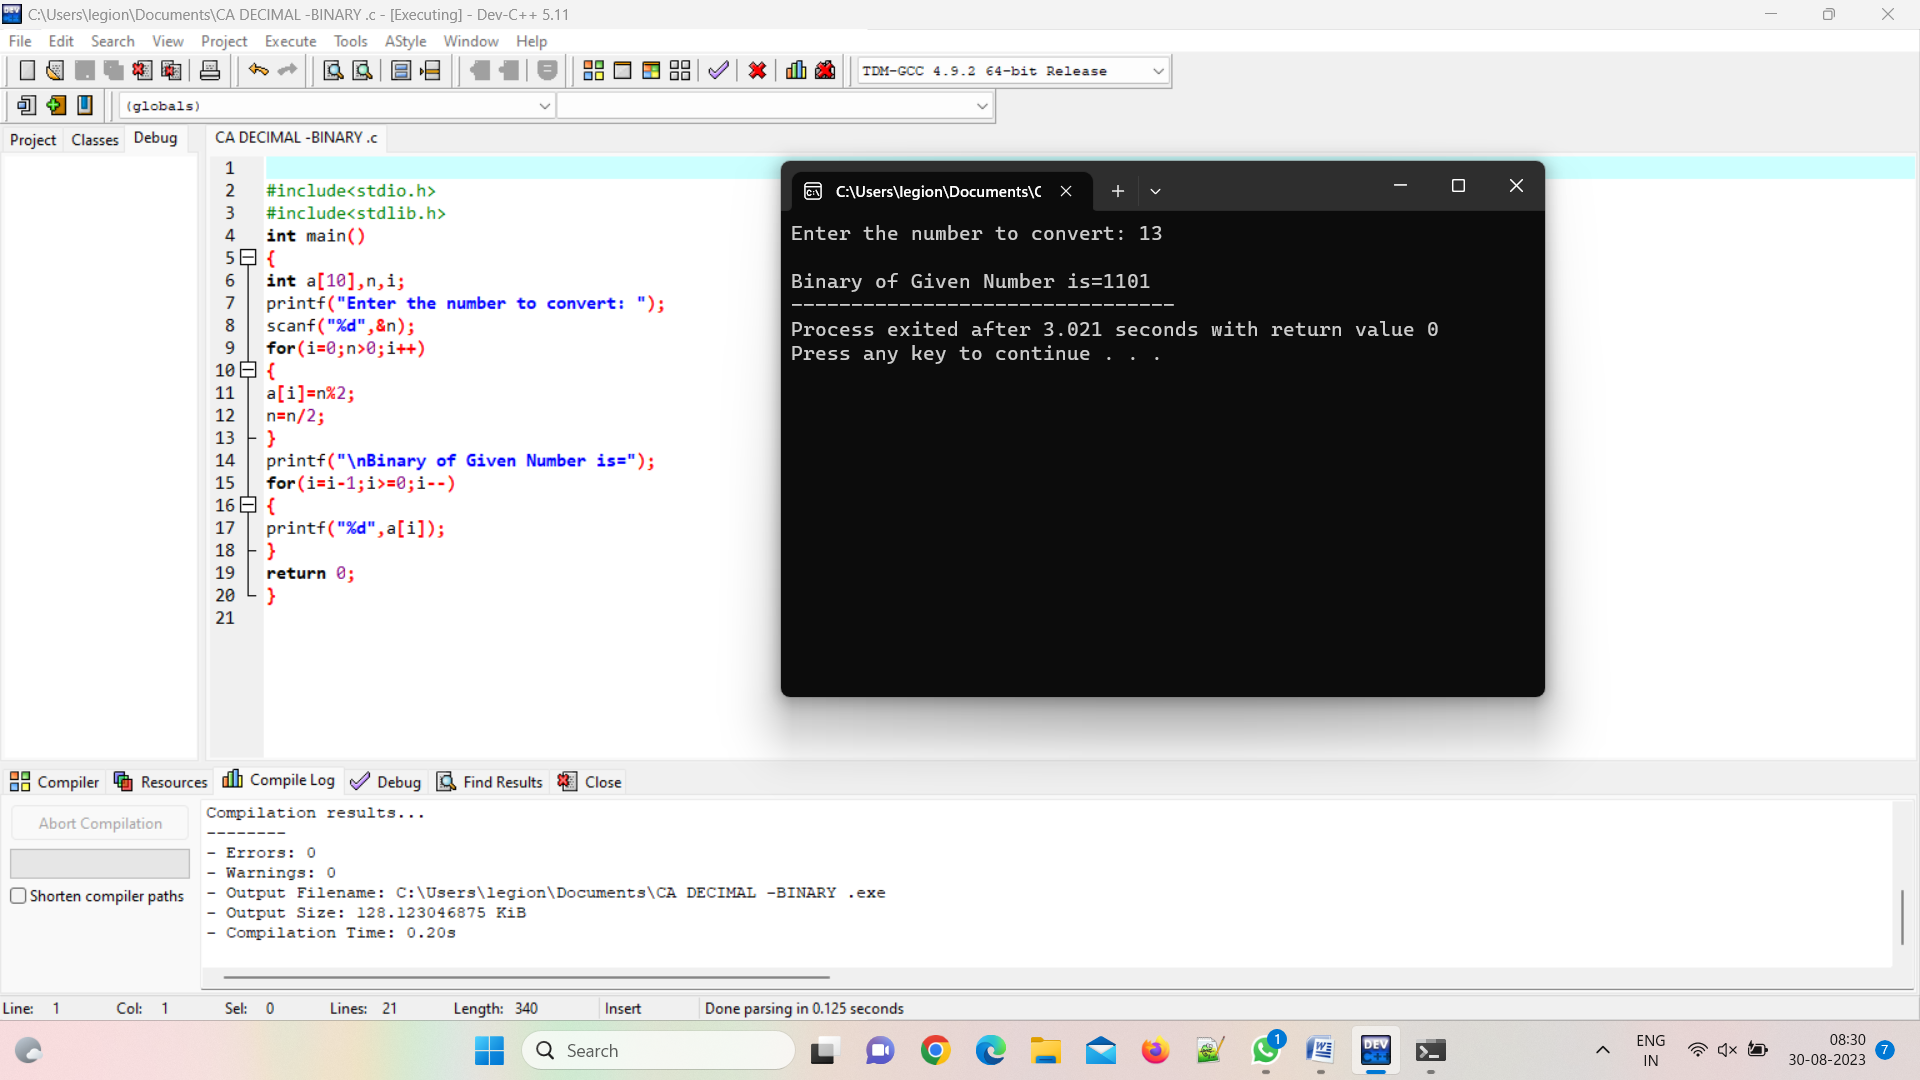 C:\Users\legion\Documents\CA DECIMAL -BINARY .c - [Executing] - Dev-C++ 5.11
File Edit Search View Project Execute Tools AStyle Window Help
TDM-GCC 4.9.2 64-bit Release
(globals)
Project Classes Debug
CA DECIMAL -BINARY .c
1
2 #include<stdio.h>
3 #include<stdlib.h>
4 int main()
5 {
6 int a[10],n,i;
7 printf("Enter the number to convert: ");
8 scanf("%d",&n);
9 for(i=0;n>0;i++)
10 {
11 a[i]=n%2;
12 n=n/2;
13 }
14 printf("\nBinary of Given Number is=");
15 for(i=i-1;i>=0;i--)
16 {
17 printf("%d",a[i]);
18 }
19 return 0;
20 }
21
C:\Users\legion\Documents\C
Enter the number to convert: 13
Binary of Given Number is=1101
--------------------------------
Process exited after 3.021 seconds with return value 0
Press any key to continue . . .
Compiler Resources Compile Log Debug Find Results Close
Abort Compilation
Shorten compiler paths
Compilation results...
--------
- Errors: 0
- Warnings: 0
- Output Filename: C:\Users\legion\Documents\CA DECIMAL -BINARY .exe
- Output Size: 128.123046875 KiB
- Compilation Time: 0.20s
Line: 1 Col: 1 Sel: 0 Lines: 21 Length: 340 Insert Done parsing in 0.125 seconds
Search
1
DEV C++
ENG
IN
08:30
30-08-2023
7